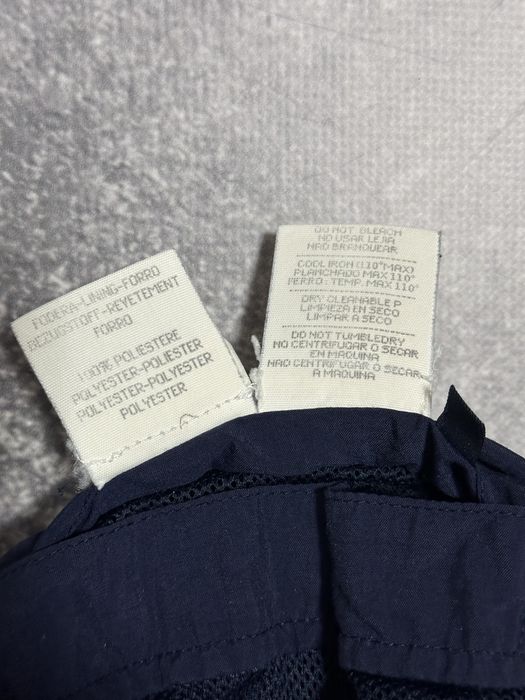 FODERA-LINING-FORRO
BEZUFSTOFF-REVETEMENT
FORRO
100% POLIESTERE
POLYESTER-POLIESTER
POLYESTER-POLYESTER
POLYESTER
DO NOT BLEACH
NO USAR LEJIA
NAO BRANQUEAR
COOL IRON (110°MAX)
PLANCHADO MAX 110°
FERRO: TEMP. MAX 110°
DRY CLEANABLE P
LIMPIEZA EN SECO
LIMPAR A SECO
DO NOT TUMBLEDRY
NO CENTRIFUGAR O SECAR
EN MAQUINA
NAO CENTRIFUGAR O SECAR
A MAQUINA